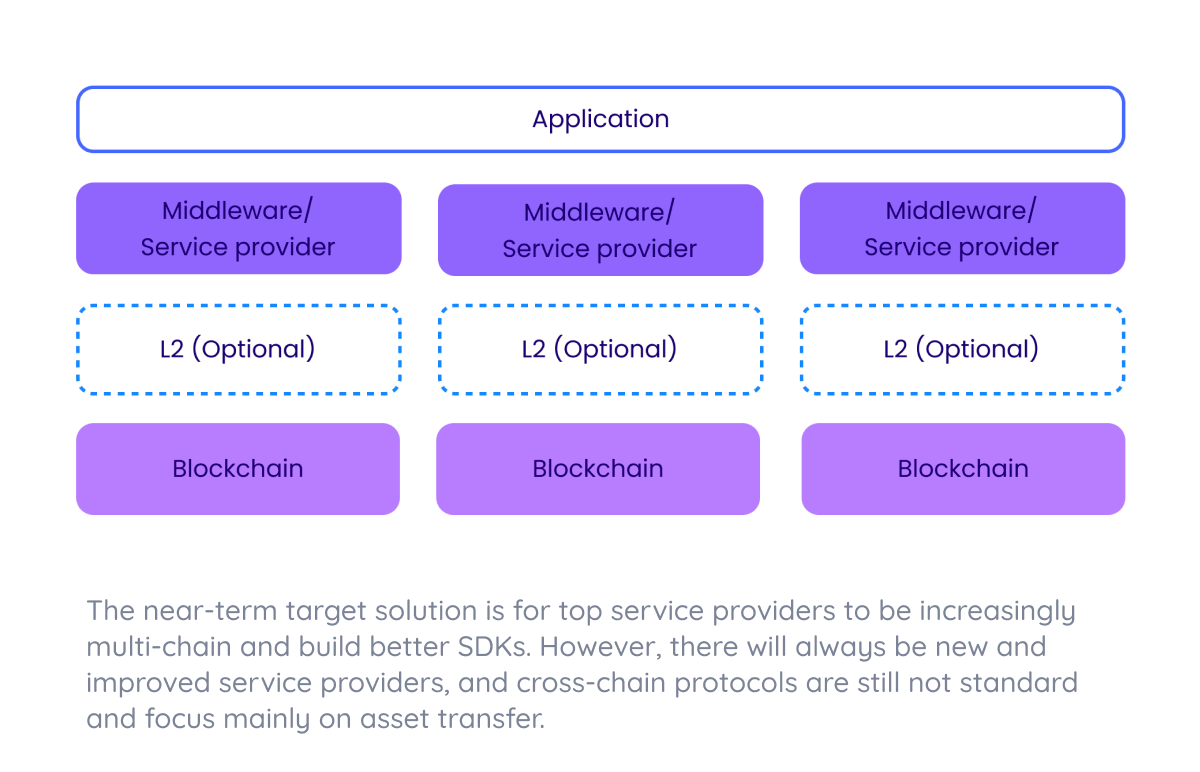 Application
Middleware/
Service provider
Middleware/
Service provider
Middleware/
Service provider
L2 (Optional)
L2 (Optional)
L2 (Optional)
Blockchain
Blockchain
Blockchain
The near-term target solution is for top service providers to be increasingly
multi-chain and build better SDKs. However, there will always be new and
improved service providers, and cross-chain protocols are still not standard
and focus mainly on asset transfer.